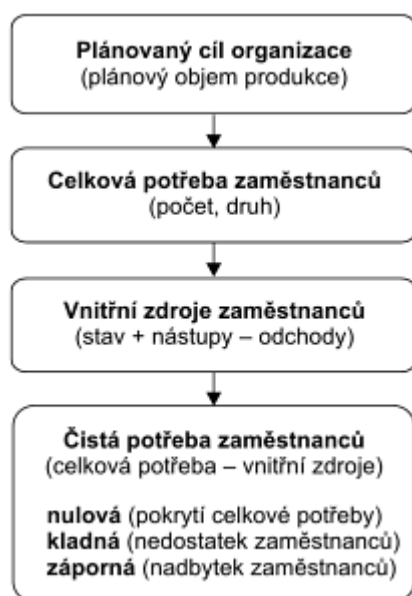 Plánovaný cíl organizace
(plánový objem produkce)
Celková potřeba zaměstnanců
(počet, druh)
Vnitřní zdroje zaměstnanců
(stav + nástupy – odchody)
Čistá potřeba zaměstnanců
(celková potřeba – vnitřní zdroje)
nulová (pokrytí celkové potřeby)
kladná (nedostatek zaměstnanců)
záporná (nadbytek zaměstnanců)